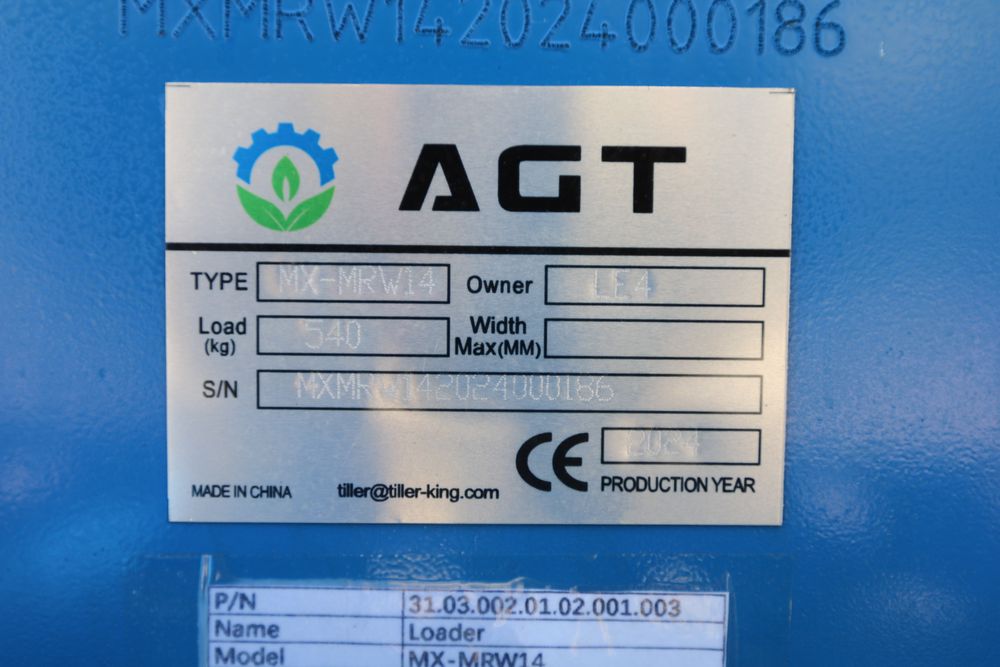 MXMRW142024000186
AGT
TYPE MX-MRW14 Owner LE4
Load (kg) 540 Width Max(MM)
S/N MXMRW142024000186
CE 2024
MADE IN CHINA tiller@tiller-king.com PRODUCTION YEAR
P/N 31.03.002.01.02.001.003
Name Loader
Model MX-MRW14